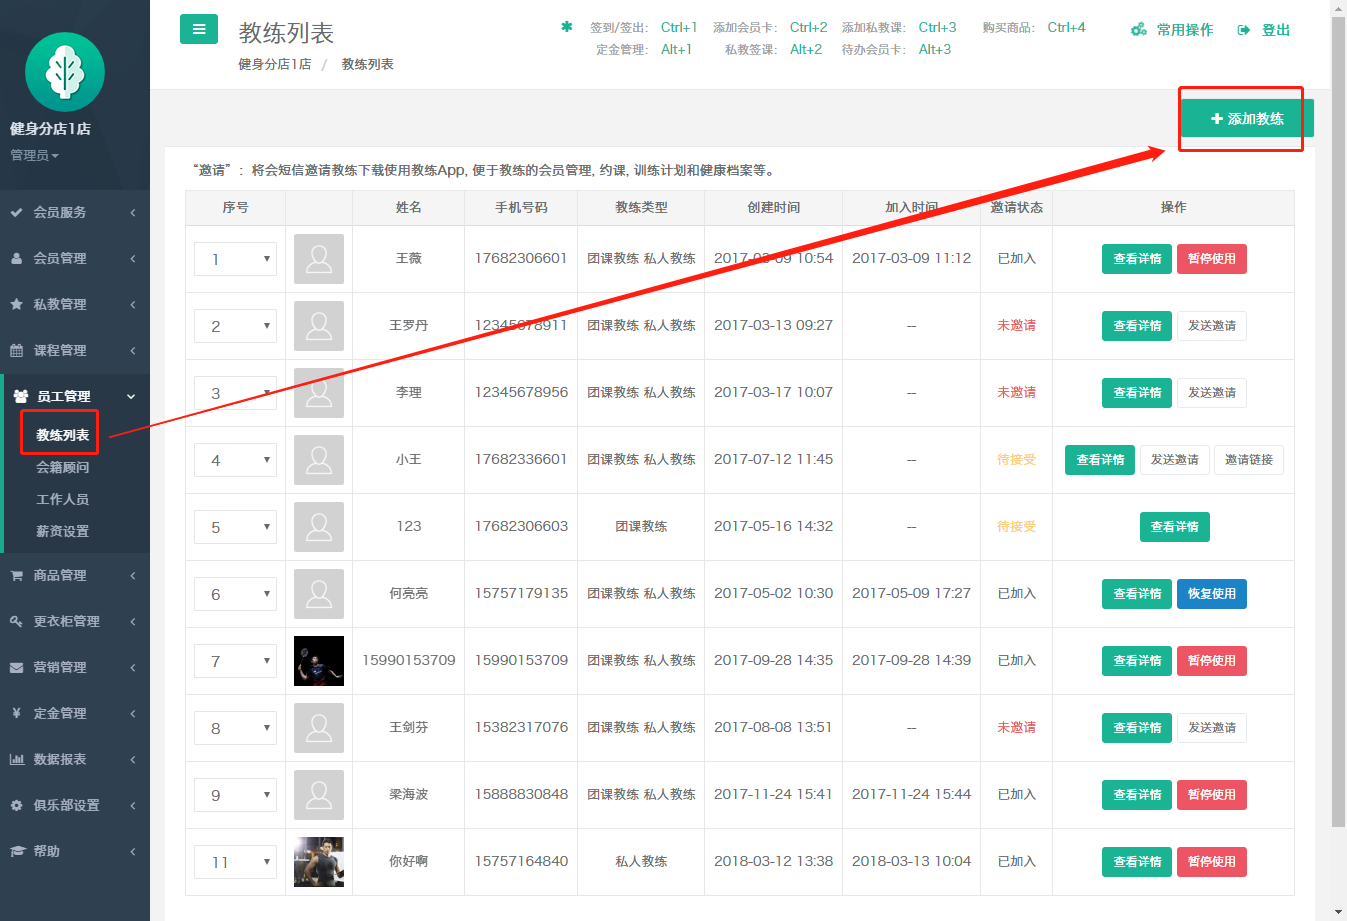 教练列表
健身分店1店 / 教练列表
签到/签出: Ctrl+1 添加会员卡: Ctrl+2 添加私教课: Ctrl+3 购买商品: Ctrl+4
定金管理: Alt+1 私教签课: Alt+2 待办会员卡: Alt+3
常用操作 登出
健身分店1店
管理员
会员服务
会员管理
私教管理
课程管理
员工管理
教练列表
会籍顾问
工作人员
薪资设置
商品管理
更衣柜管理
营销管理
定金管理
数据报表
俱乐部设置
帮助
添加教练
“邀请”：将会短信邀请教练下载使用教练App, 便于教练的会员管理, 约课, 训练计划和健康档案等。
序号 姓名 手机号码 教练类型 创建时间 加入时间 邀请状态 操作
1 王薇 17682306601 团课教练 私人教练 2017-03-09 10:54 2017-03-09 11:12 已加入 查看详情 暂停使用
2 王罗丹 12345678911 团课教练 私人教练 2017-03-13 09:27 -- 未邀请 查看详情 发送邀请
3 李理 12345678956 团课教练 私人教练 2017-03-17 10:07 -- 未邀请 查看详情 发送邀请
4 小王 17682336601 团课教练 私人教练 2017-07-12 11:45 -- 待接受 查看详情 发送邀请 邀请链接
5 123 17682306603 团课教练 2017-05-16 14:32 -- 待接受 查看详情
6 何亮亮 15757179135 团课教练 私人教练 2017-05-02 10:30 2017-05-09 17:27 已加入 查看详情 恢复使用
7 15990153709 15990153709 团课教练 私人教练 2017-09-28 14:35 2017-09-28 14:39 已加入 查看详情 暂停使用
8 王剑芬 15382317076 团课教练 私人教练 2017-08-08 13:51 -- 未邀请 查看详情 发送邀请
9 梁海波 15888830848 团课教练 私人教练 2017-11-24 15:41 2017-11-24 15:44 已加入 查看详情 暂停使用
11 你好啊 15757164840 私人教练 2018-03-12 13:38 2018-03-13 10:04 已加入 查看详情 暂停使用